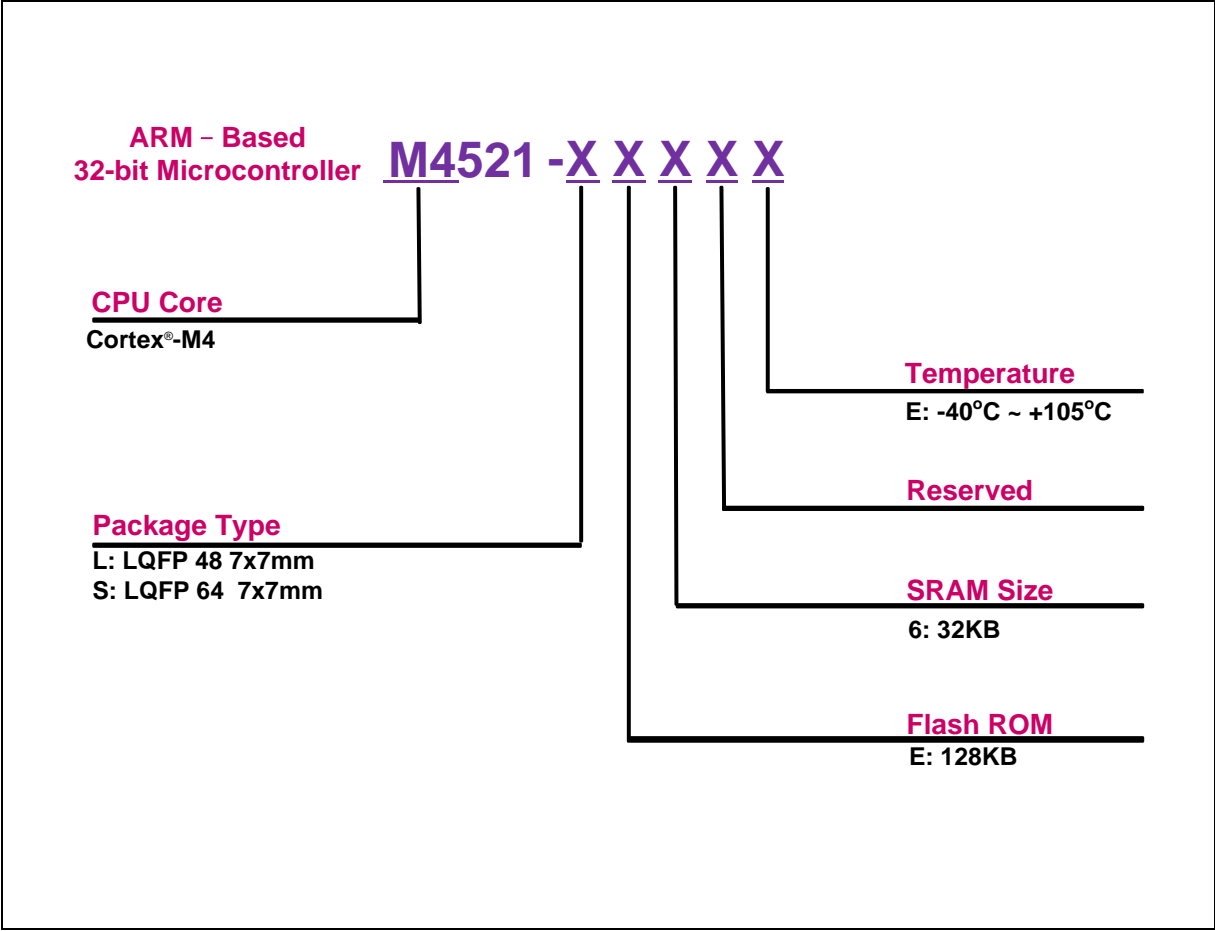 ARM – Based
32-bit Microcontroller
M4521 -X X X X X
CPU Core
Cortex®-M4
Temperature
E: -40°C ~ +105°C
Reserved
Package Type
L: LQFP 48 7x7mm
S: LQFP 64 7x7mm
SRAM Size
6: 32KB
Flash ROM
E: 128KB